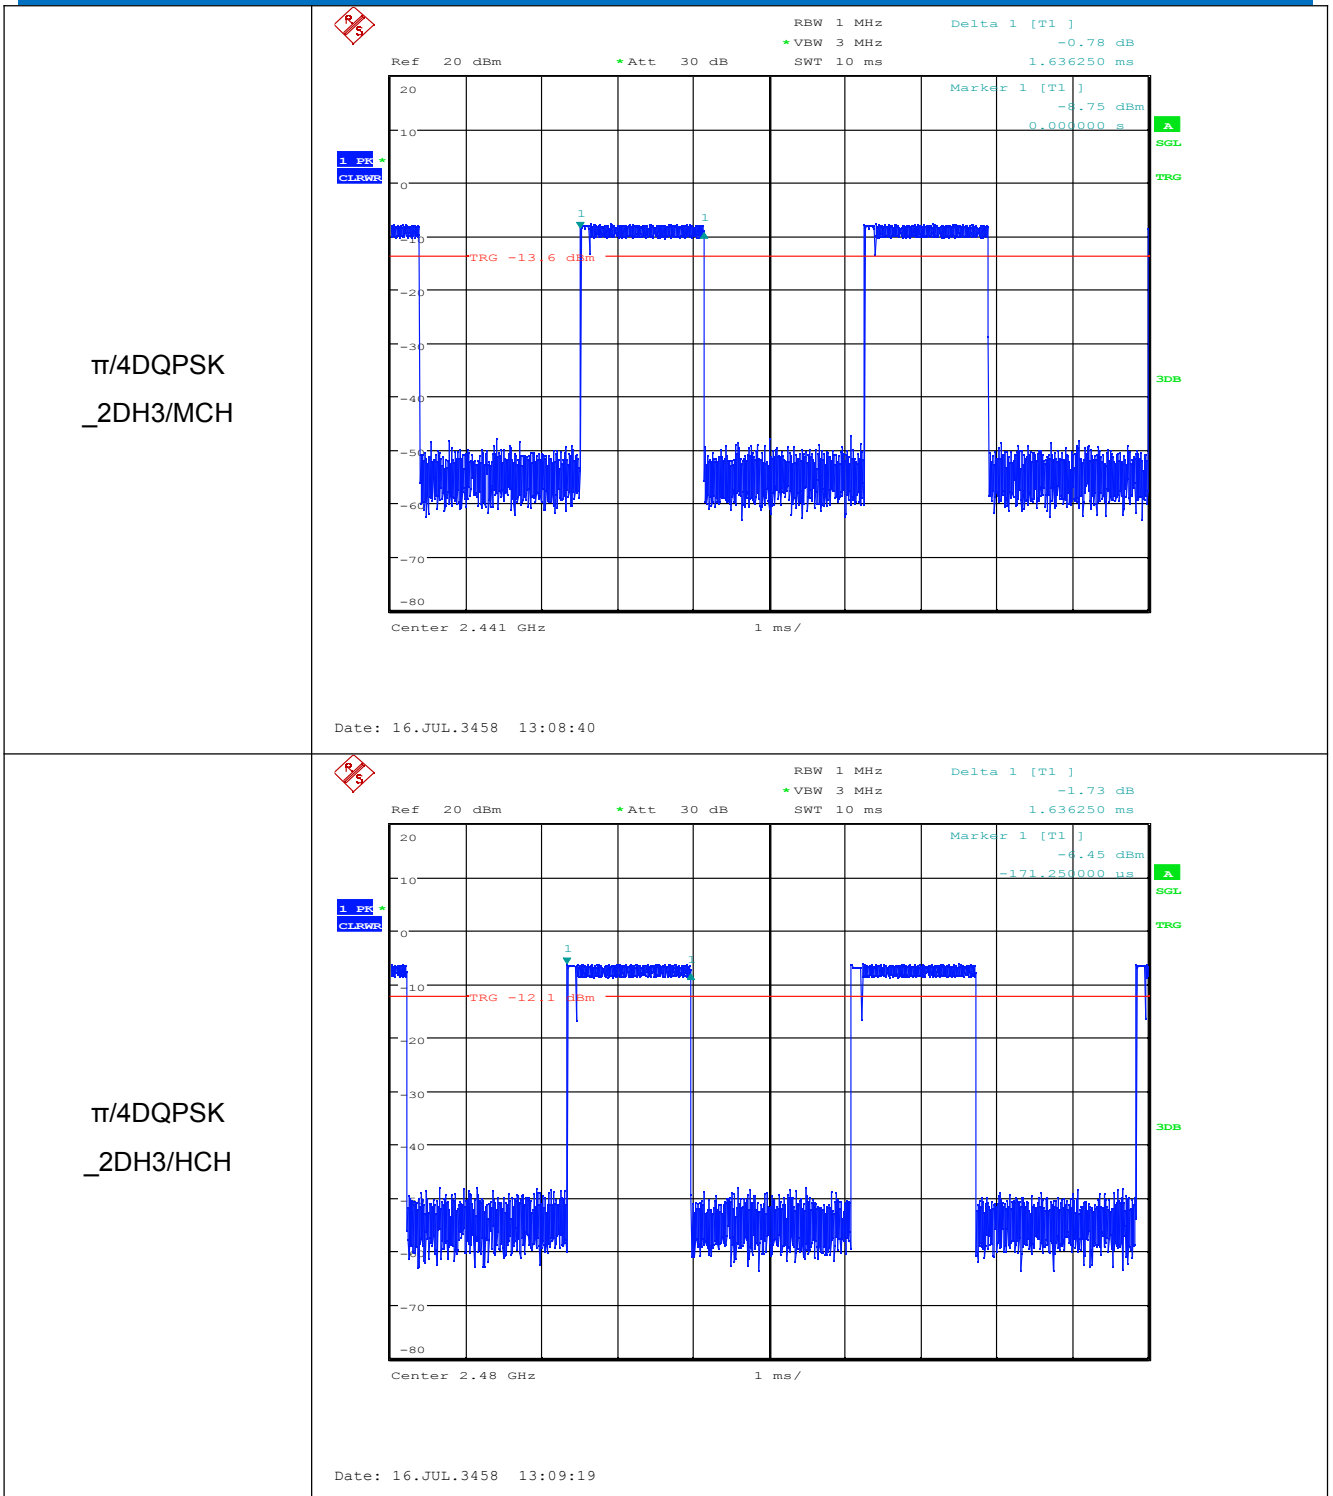 π/4DQPSK
_2DH3/MCH
R S
RBW 1 MHz
Delta 1 [T1 ]
* VBW 3 MHz
-0.78 dB
Ref 20 dBm
* Att 30 dB
SWT 10 ms
1.636250 ms
Marker 1 [T1 ]
-8.75 dBm
0.000000 s
A
SGL
TRG
1 PK *
CLRWR
3DB
20
10
0
-10
TRG -13.6 dBm
-20
-30
-40
-50
-60
-70
-80
1
1
Center 2.441 GHz
1 ms/
Date: 16.JUL.3458 13:08:40
π/4DQPSK
_2DH3/HCH
R S
RBW 1 MHz
Delta 1 [T1 ]
* VBW 3 MHz
-1.73 dB
Ref 20 dBm
* Att 30 dB
SWT 10 ms
1.636250 ms
Marker 1 [T1 ]
-6.45 dBm
-171.250000 us
A
SGL
TRG
1 PK *
CLRWR
3DB
20
10
0
-10
TRG -12.1 dBm
-20
-30
-40
-70
-80
1
1
Center 2.48 GHz
1 ms/
Date: 16.JUL.3458 13:09:19